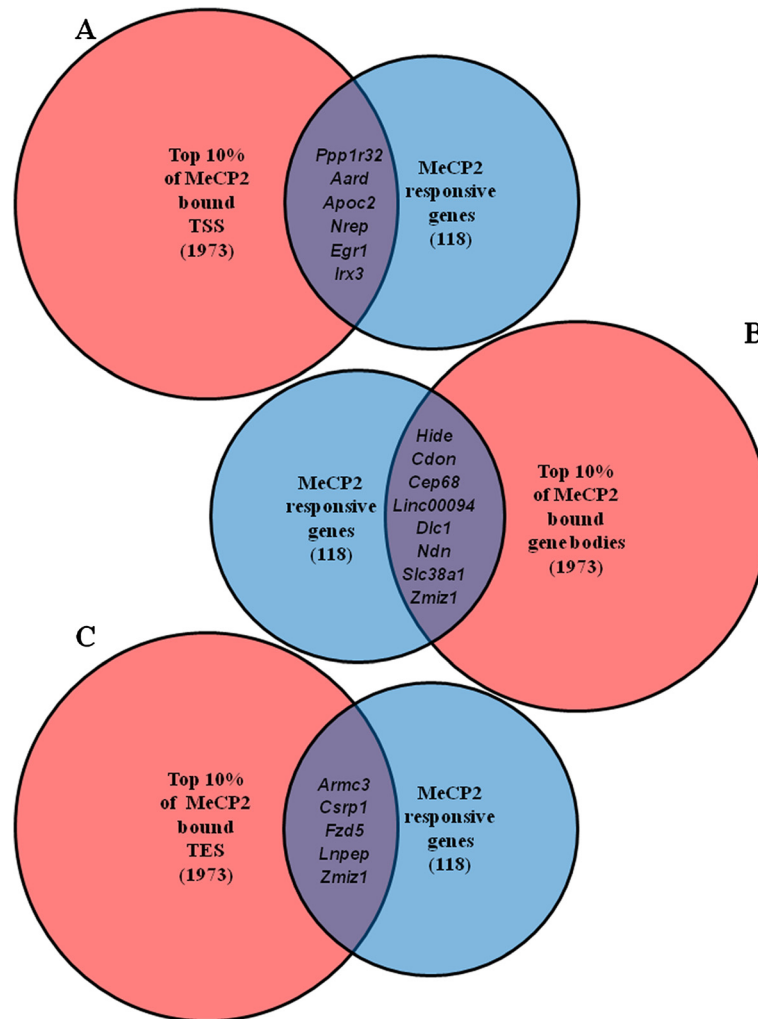 A
Top 10%
of MeCP2
bound
TSS
(1973)
Ppp1r32
Aard
Apoc2
Nrep
Egr1
Irx3
MeCP2
responsive
genes
(118)
B
MeCP2
responsive
genes
(118)
Hide
Cdon
Cep68
Linc00094
Dlc1
Ndn
Slc38a1
Zmiz1
Top 10%
of MeCP2
bound
gene bodies
(1973)
C
Top 10%
of MeCP2
bound
TES
(1973)
Armc3
Csrp1
Fzd5
Lnpep
Zmiz1
MeCP2
responsive
genes
(118)